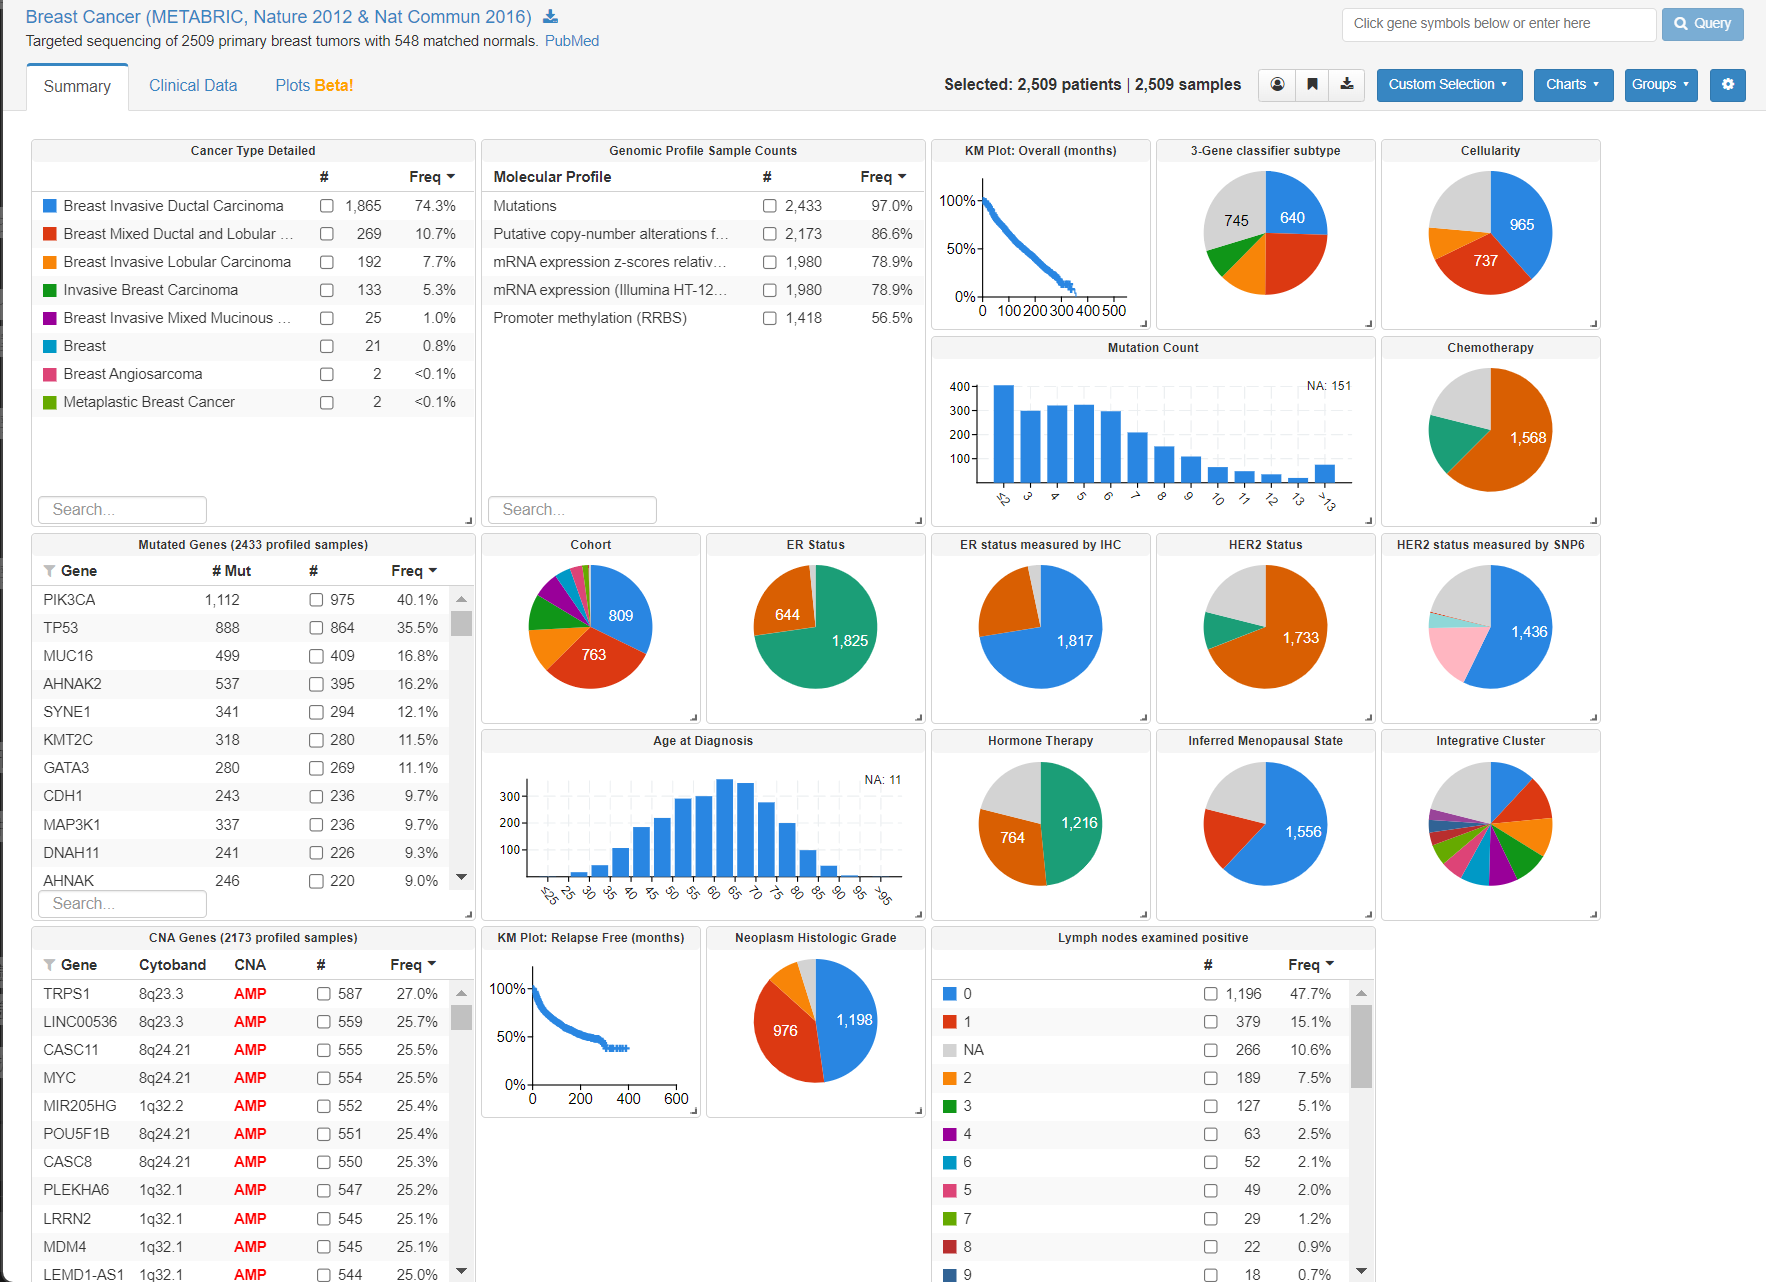 Breast Cancer (METABRIC, Nature 2012 & Nat Commun 2016)
Targeted sequencing of 2509 primary breast tumors with 548 matched normals. PubMed
Click gene symbols below or enter here
Query
Summary
Clinical Data
Plots Beta!
Selected: 2,509 patients | 2,509 samples
Custom Selection
Charts
Groups
Cancer Type Detailed
# Freq
Breast Invasive Ductal Carcinoma 1,865 74.3%
Breast Mixed Ductal and Lobular ... 269 10.7%
Breast Invasive Lobular Carcinoma 192 7.7%
Invasive Breast Carcinoma 133 5.3%
Breast Invasive Mixed Mucinous ... 25 1.0%
Breast 21 0.8%
Breast Angiosarcoma 2 <0.1%
Metaplastic Breast Cancer 2 <0.1%
Search...
Genomic Profile Sample Counts
Molecular Profile # Freq
Mutations 2,433 97.0%
Putative copy-number alterations f... 2,173 86.6%
mRNA expression z-scores relativ... 1,980 78.9%
mRNA expression (Illumina HT-12... 1,980 78.9%
Promoter methylation (RRBS) 1,418 56.5%
Search...
KM Plot: Overall (months)
100%
50%
0%
0 100 200 300 400 500
3-Gene classifier subtype
745 640
Cellularity
965
737
Mutation Count
NA: 151
400
300
200
100
≤2 3 4 5 6 7 8 9 10 11 12 13 >13
Chemotherapy
1,568
Mutated Genes (2433 profiled samples)
Gene # Mut # Freq
PIK3CA 1,112 975 40.1%
TP53 888 864 35.5%
MUC16 499 409 16.8%
AHNAK2 537 395 16.2%
SYNE1 341 294 12.1%
KMT2C 318 280 11.5%
GATA3 280 269 11.1%
CDH1 243 236 9.7%
MAP3K1 337 236 9.7%
DNAH11 241 226 9.3%
AHNAK 246 220 9.0%
Search...
Cohort
809
763
ER Status
644
1,825
ER status measured by IHC
1,817
HER2 Status
1,733
HER2 status measured by SNP6
1,436
Age at Diagnosis
NA: 11
300
200
100
≤25 25 30 35 40 45 50 55 60 65 70 75 80 85 90 95 >95
Hormone Therapy
1,216
764
Inferred Menopausal State
1,556
Integrative Cluster
CNA Genes (2173 profiled samples)
Gene Cytoband CNA # Freq
TRPS1 8q23.3 AMP 587 27.0%
LINC00536 8q23.3 AMP 559 25.7%
CASC11 8q24.21 AMP 555 25.5%
MYC 8q24.21 AMP 554 25.5%
MIR205HG 1q32.2 AMP 552 25.4%
POU5F1B 8q24.21 AMP 551 25.4%
CASC8 8q24.21 AMP 550 25.3%
PLEKHA6 1q32.1 AMP 547 25.2%
LRRN2 1q32.1 AMP 545 25.1%
MDM4 1q32.1 AMP 545 25.1%
LEMD1-AS1 1q32.1 AMP 544 25.0%
KM Plot: Relapse Free (months)
100%
50%
0%
0 200 400 600
Neoplasm Histologic Grade
1,198
976
Lymph nodes examined positive
# Freq
0 1,196 47.7%
1 379 15.1%
NA 266 10.6%
2 189 7.5%
3 127 5.1%
4 63 2.5%
6 52 2.1%
5 49 2.0%
7 29 1.2%
8 22 0.9%
9 18 0.7%